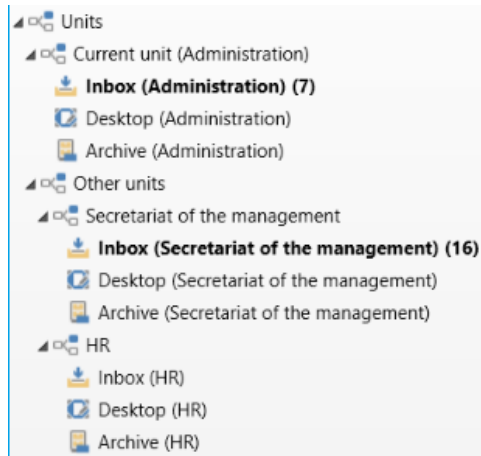 Units
Current unit (Administration)
Inbox (Administration) (7)
Desktop (Administration)
Archive (Administration)
Other units
Secretariat of the management
Inbox (Secretariat of the management) (16)
Desktop (Secretariat of the management)
Archive (Secretariat of the management)
HR
Inbox (HR)
Desktop (HR)
Archive (HR)